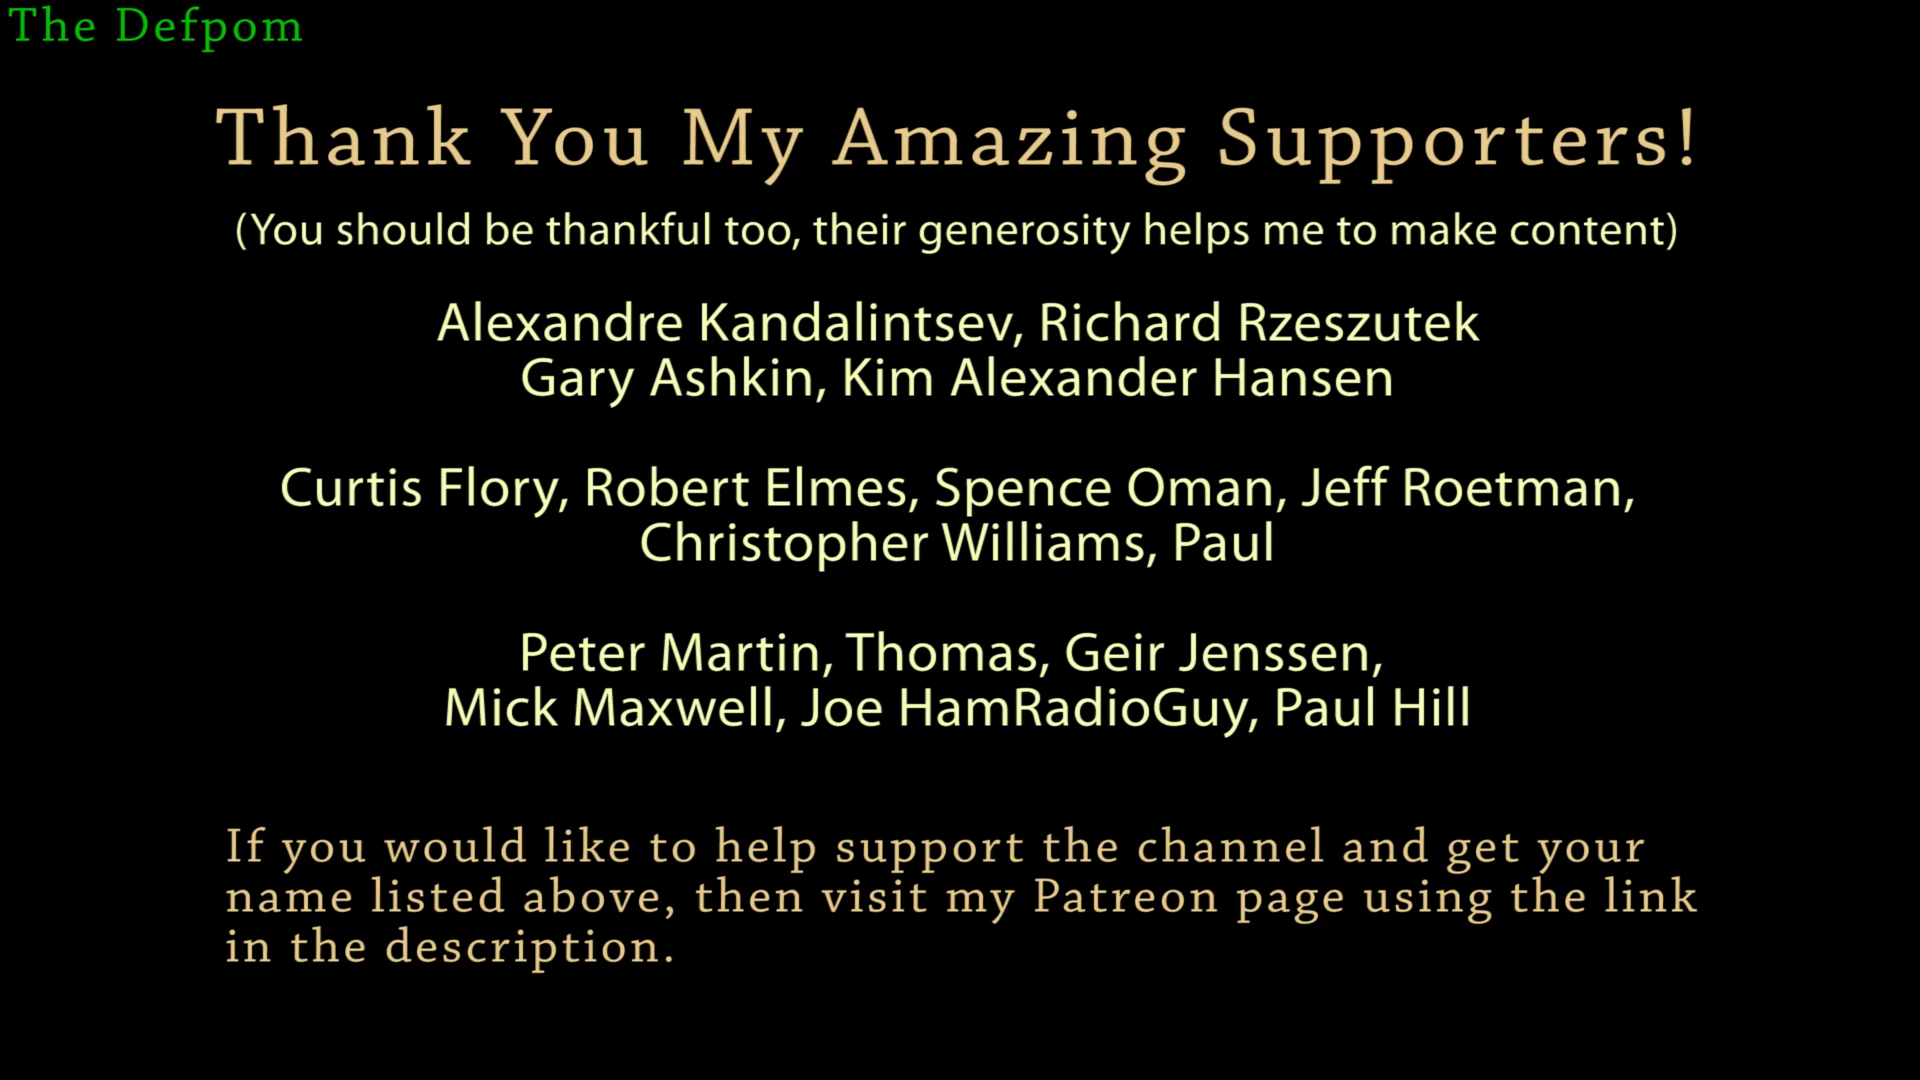 The Defpom
Thank You My Amazing Supporters!
(You should be thankful too, their generosity helps me to make content)
Alexandre Kandalintsev, Richard Rzeszutek
Gary Ashkin, Kim Alexander Hansen
Curtis Flory, Robert Elmes, Spence Oman, Jeff Roetman,
Christopher Williams, Paul
Peter Martin, Thomas, Geir Jenssen,
Mick Maxwell, Joe HamRadioGuy, Paul Hill
If you would like to help support the channel and get your
name listed above, then visit my Patreon page using the link
in the description.